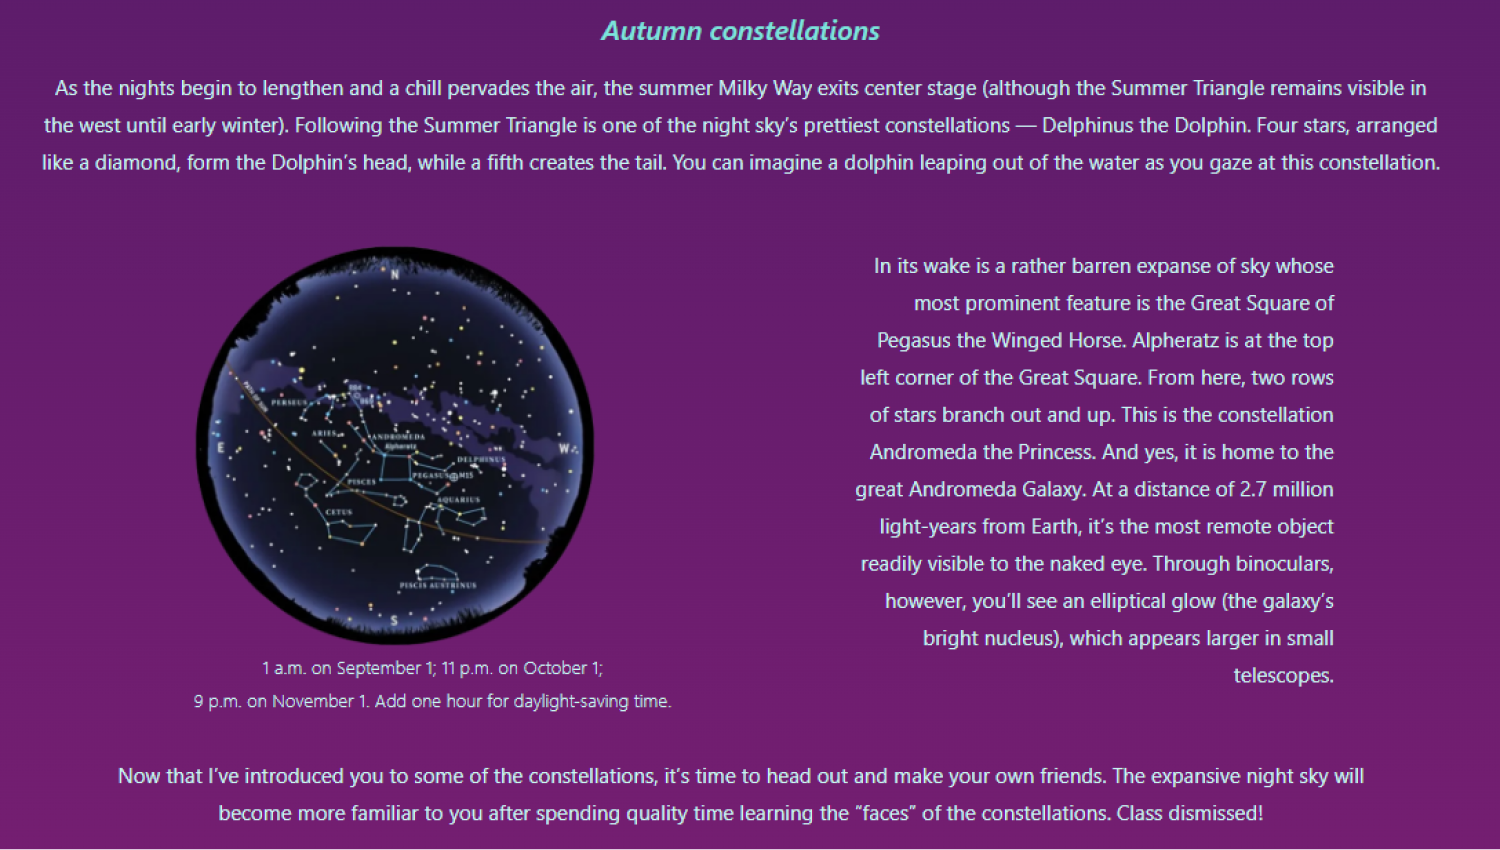 Autumn constellations
As the nights begin to lengthen and a chill pervades the air, the summer Milky Way exits center stage (although the Summer Triangle remains visible in
the west until early winter). Following the Summer Triangle is one of the night sky's prettiest constellations — Delphinus the Dolphin. Four stars, arranged
like a diamond, form the Dolphin's head, while a fifth creates the tail. You can imagine a dolphin leaping out of the water as you gaze at this constellation.
N
PERSEUS
ARIES
ANDROMEDA
Alpheratz
E
W
DELPHINUS
PEGASUS
M15
PISCES
AQUARIUS
CETUS
PISCIS AUSTRINUS
S
1 a.m. on September 1; 11 p.m. on October 1;
9 p.m. on November 1. Add one hour for daylight-saving time.
In its wake is a rather barren expanse of sky whose
most prominent feature is the Great Square of
Pegasus the Winged Horse. Alpheratz is at the top
left corner of the Great Square. From here, two rows
of stars branch out and up. This is the constellation
Andromeda the Princess. And yes, it is home to the
great Andromeda Galaxy. At a distance of 2.7 million
light-years from Earth, it's the most remote object
readily visible to the naked eye. Through binoculars,
however, you'll see an elliptical glow (the galaxy's
bright nucleus), which appears larger in small
telescopes.
Now that I've introduced you to some of the constellations, it's time to head out and make your own friends. The expansive night sky will
become more familiar to you after spending quality time learning the "faces" of the constellations. Class dismissed!